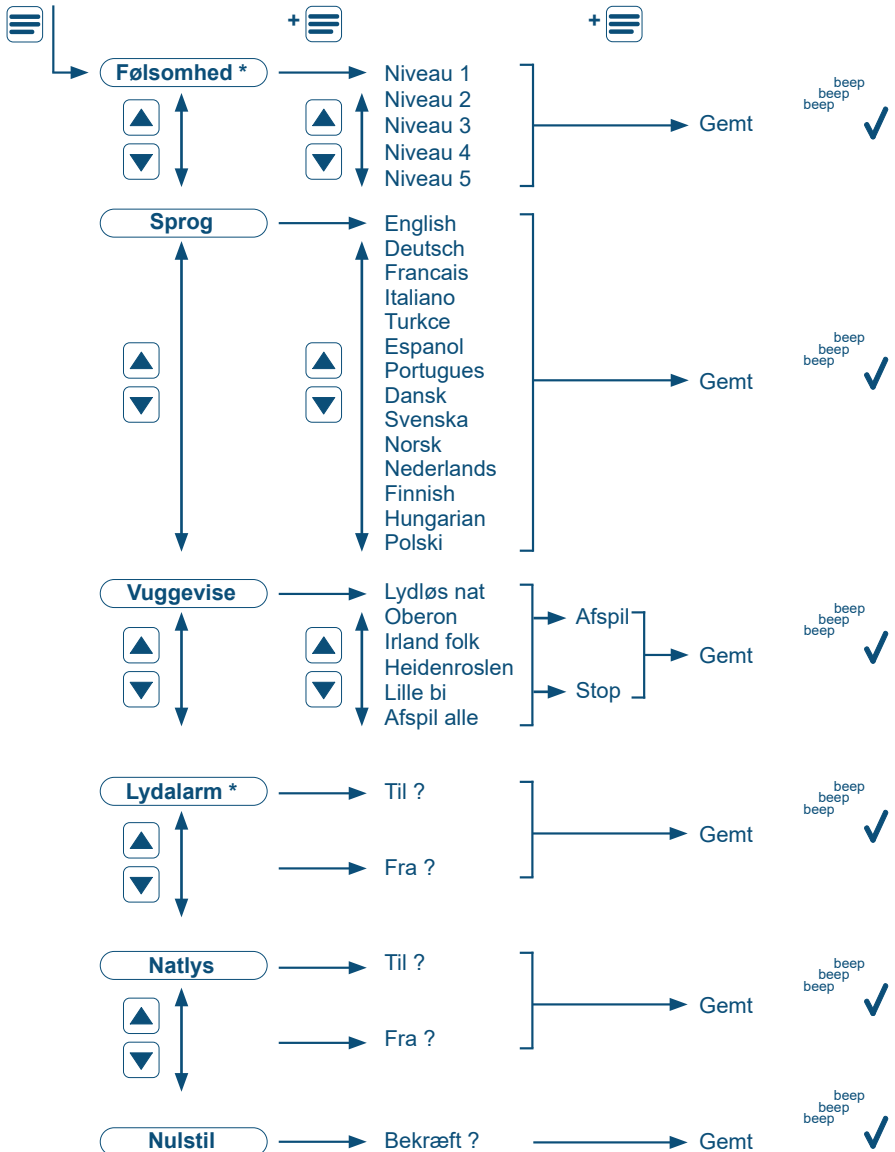 +
+
Følsomhed *
Niveau 1
Niveau 2
Niveau 3
Niveau 4
Niveau 5
Gemt
beep
beep
beep
Sprog
English
Deutsch
Francais
Italiano
Turkce
Espanol
Portugues
Dansk
Svenska
Norsk
Nederlands
Finnish
Hungarian
Polski
Gemt
beep
beep
beep
Vuggevise
Lydløs nat
Oberon
Irland folk
Heidenroslen
Lille bi
Afspil alle
Afspil
Stop
Gemt
beep
beep
beep
Lydalarm *
Til ?
Fra ?
Gemt
beep
beep
beep
Natlys
Til ?
Fra ?
Gemt
beep
beep
beep
Nulstil
Bekræft ?
Gemt
beep
beep
beep